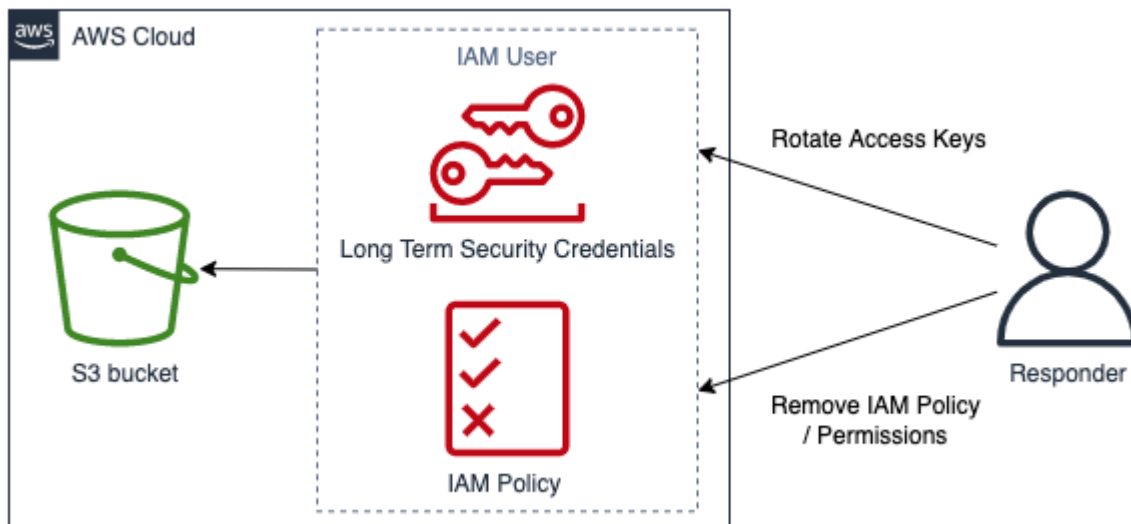 aws
AWS Cloud
IAM User
Rotate Access Keys
Long Term Security Credentials
S3 bucket
Responder
Remove IAM Policy
/ Permissions
IAM Policy